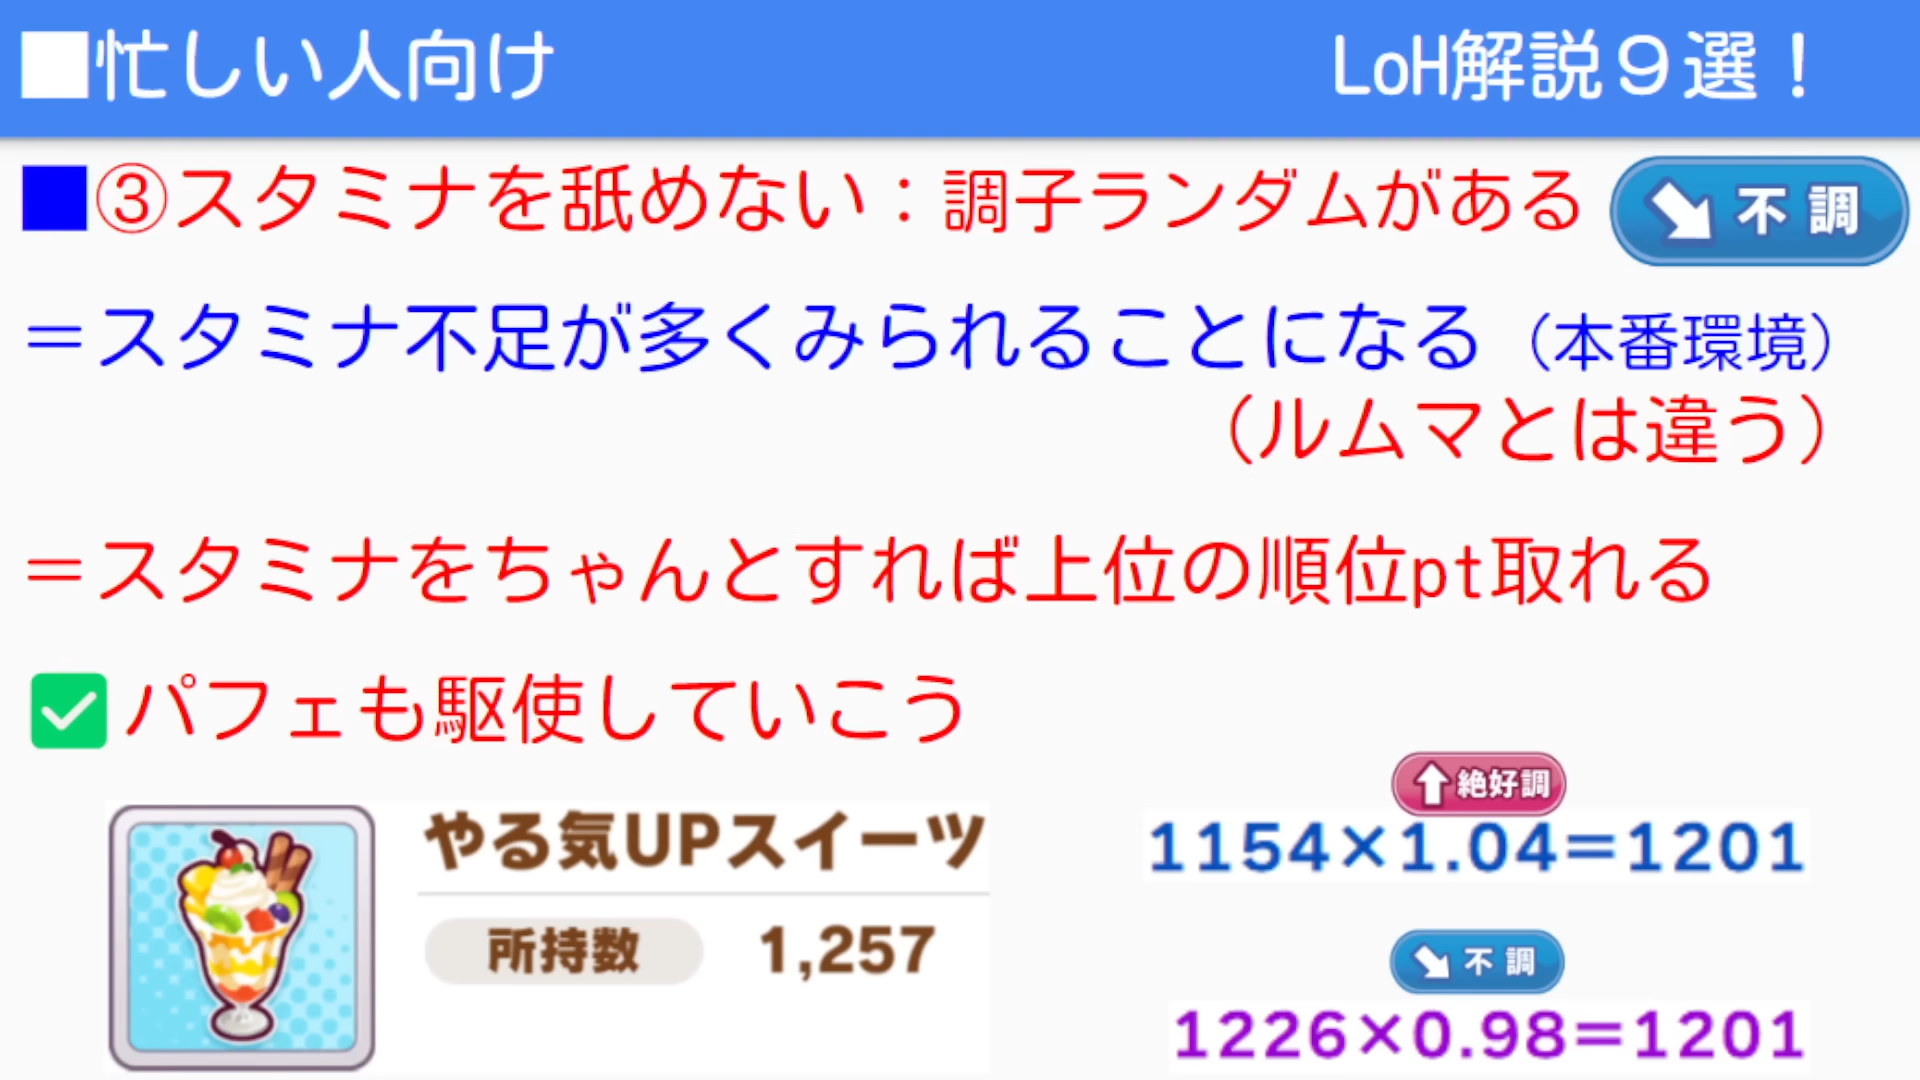 ■忙しい人向け
LoH解説９選！
■③スタミナを舐めない：調子ランダムがある
不調
＝スタミナ不足が多くみられることになる（本番環境）
（ルムマとは違う）
＝スタミナをちゃんとすれば上位の順位pt取れる
✅パフェも駆使していこう
やる気UPスイーツ
所持数 1,257
絶好調
1154×1.04＝1201
不調
1226×0.98＝1201